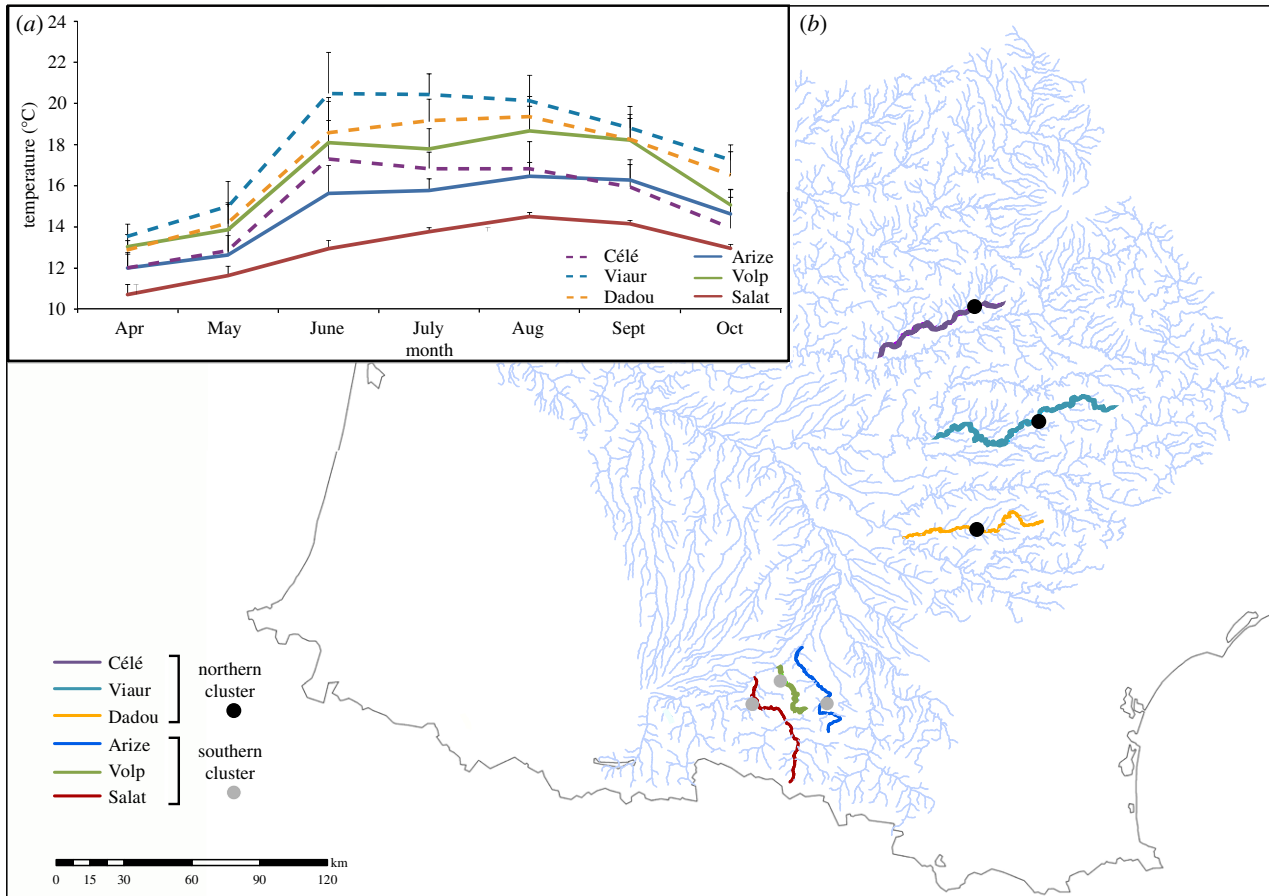 (a)
temperature (°C)
24
22
20
18
16
14
12
10
Apr
May
June
July
Aug
Sept
Oct
month
Célé
Viaur
Dadou
Arize
Volp
Salat
(b)
Célé
Viaur
Dadou
northern
cluster
Arize
Volp
Salat
southern
cluster
km
0 15 30 60 90 120